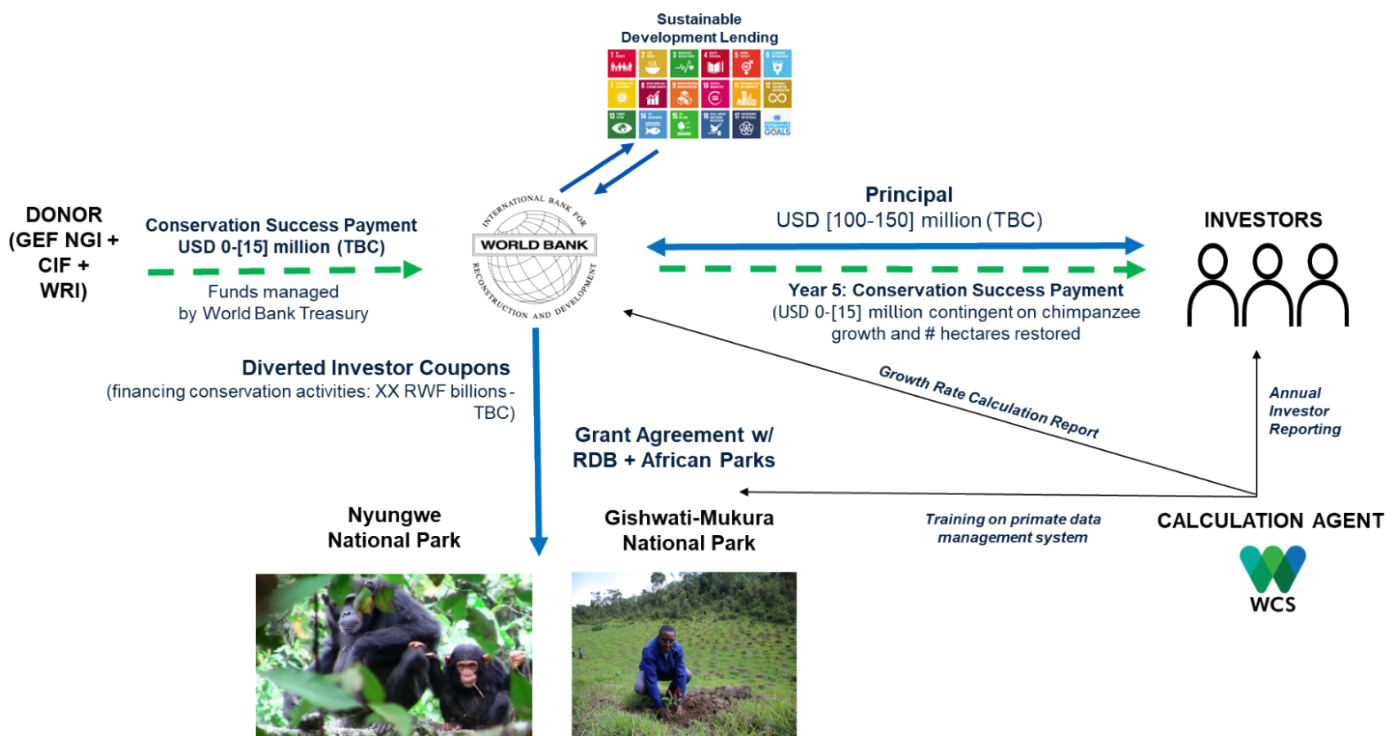 Sustainable
Development Lending
DONOR
(GEF NGI +
CIF +
WRI)
Conservation Success Payment
USD 0-[15] million (TBC)
Funds managed
by World Bank Treasury
INTERNATIONAL BANK FOR
WORLD BANK
RECONSTRUCTION AND DEVELOPMENT
Principal
USD [100-150] million (TBC)
Year 5: Conservation Success Payment
(USD 0-[15] million contingent on chimpanzee
growth and # hectares restored
INVESTORS
Diverted Investor Coupons
(financing conservation activities: XX RWF billions -
TBC)
Growth Rate Calculation Report
Annual
Investor
Reporting
Grant Agreement w/
RDB + African Parks
Nyungwe
National Park
Gishwati-Mukura
National Park
Training on primate data
management system
CALCULATION AGENT
WCS